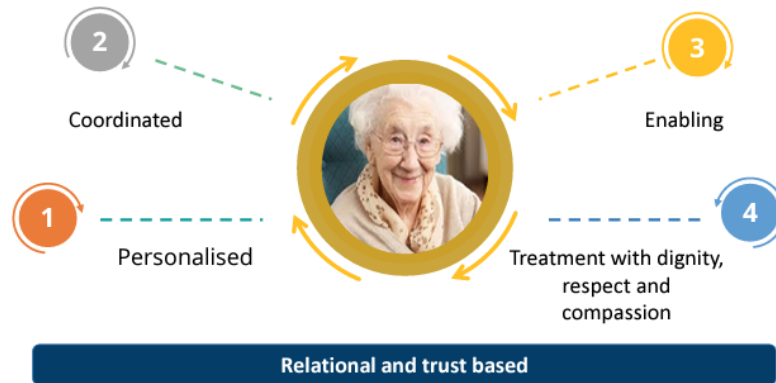 2
3
Coordinated
Enabling
1
4
Personalised
Treatment with dignity,
respect and
compassion
Relational and trust based